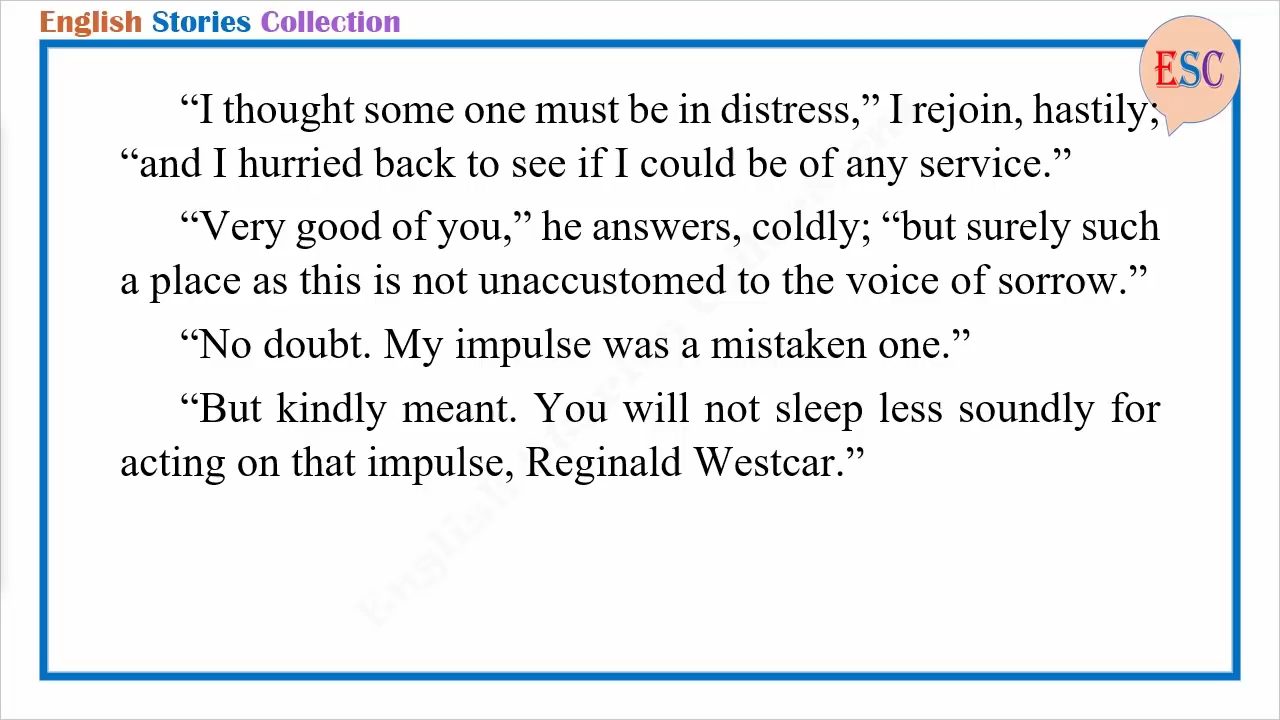 English Stories Collection
ESC
“I thought some one must be in distress,” I rejoin, hastily;
“and I hurried back to see if I could be of any service.”
“Very good of you,” he answers, coldly; “but surely such
a place as this is not unaccustomed to the voice of sorrow.”
“No doubt. My impulse was a mistaken one.”
“But kindly meant. You will not sleep less soundly for
acting on that impulse, Reginald Westcar.”